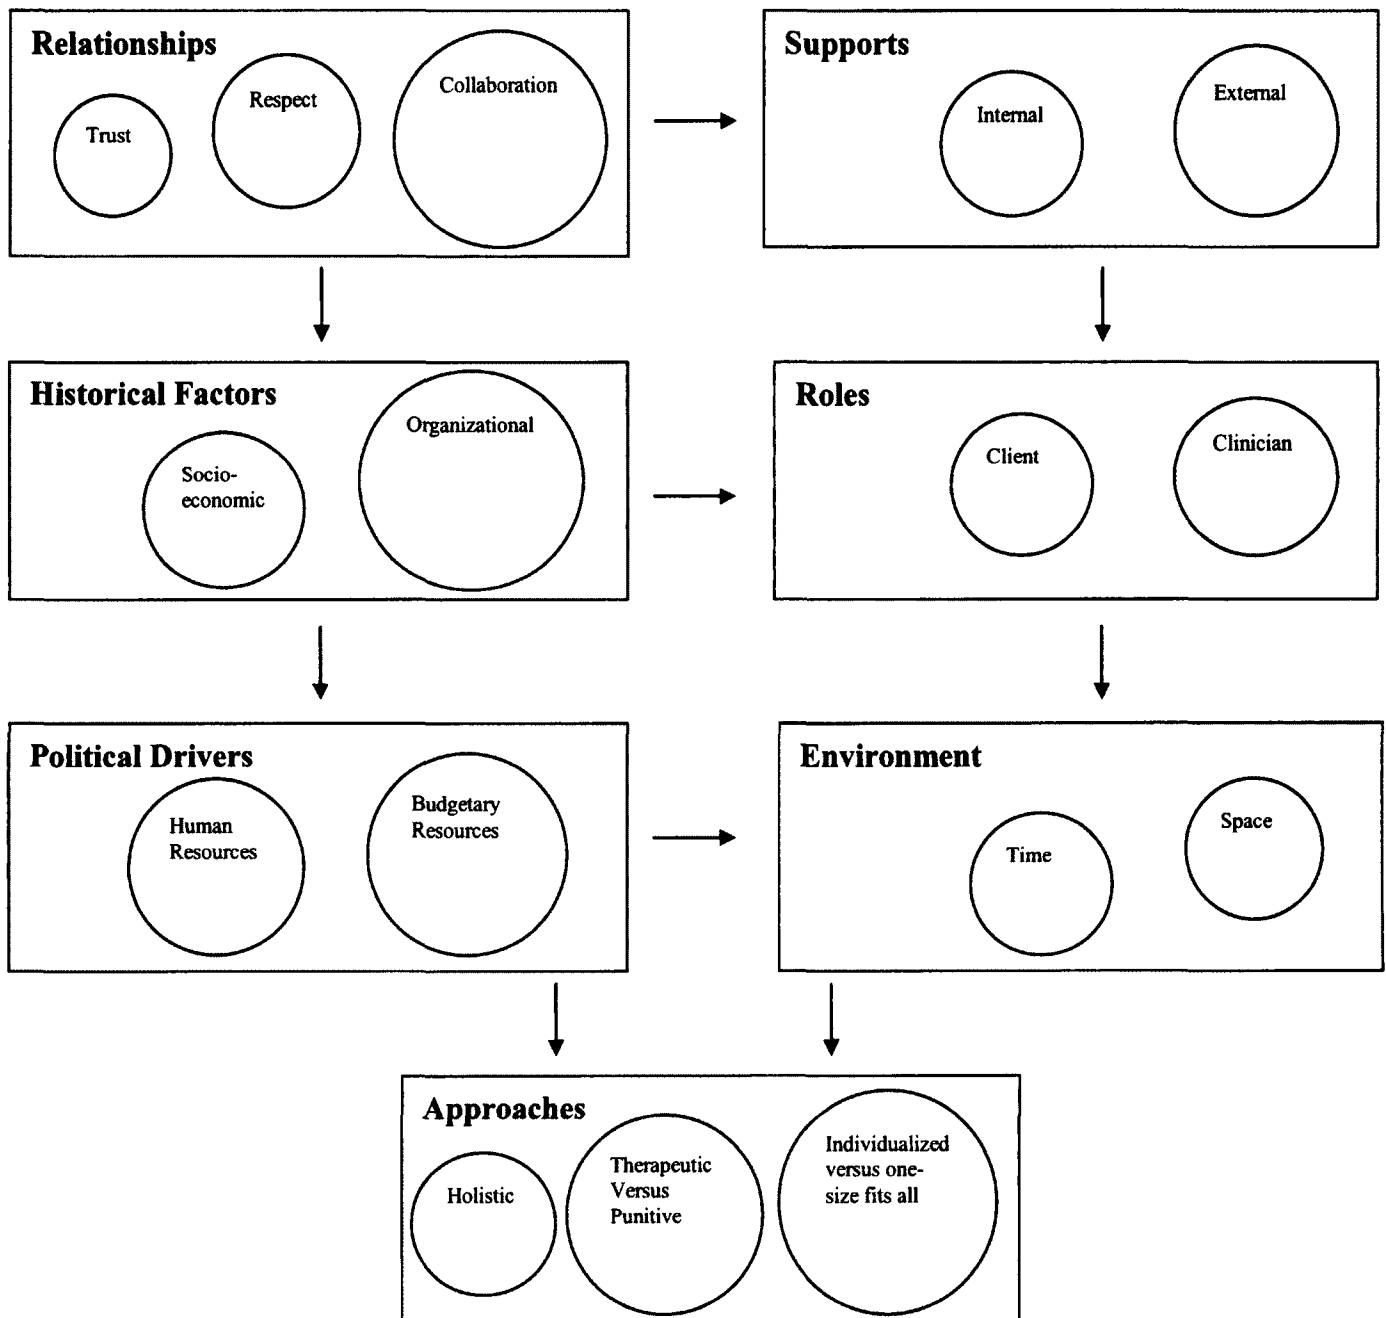 Relationships
Trust
Respect
Collaboration
Supports
Internal
External
Historical Factors
Socio-
economic
Organizational
Roles
Client
Clinician
Political Drivers
Human
Resources
Budgetary
Resources
Environment
Time
Space
Approaches
Holistic
Therapeutic
Versus
Punitive
Individualized
versus one-
size fits all